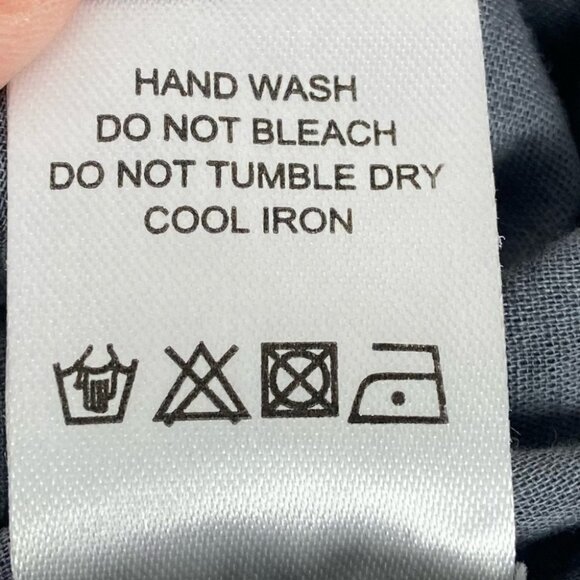 HAND WASH
DO NOT BLEACH
DO NOT TUMBLE DRY
COOL IRON